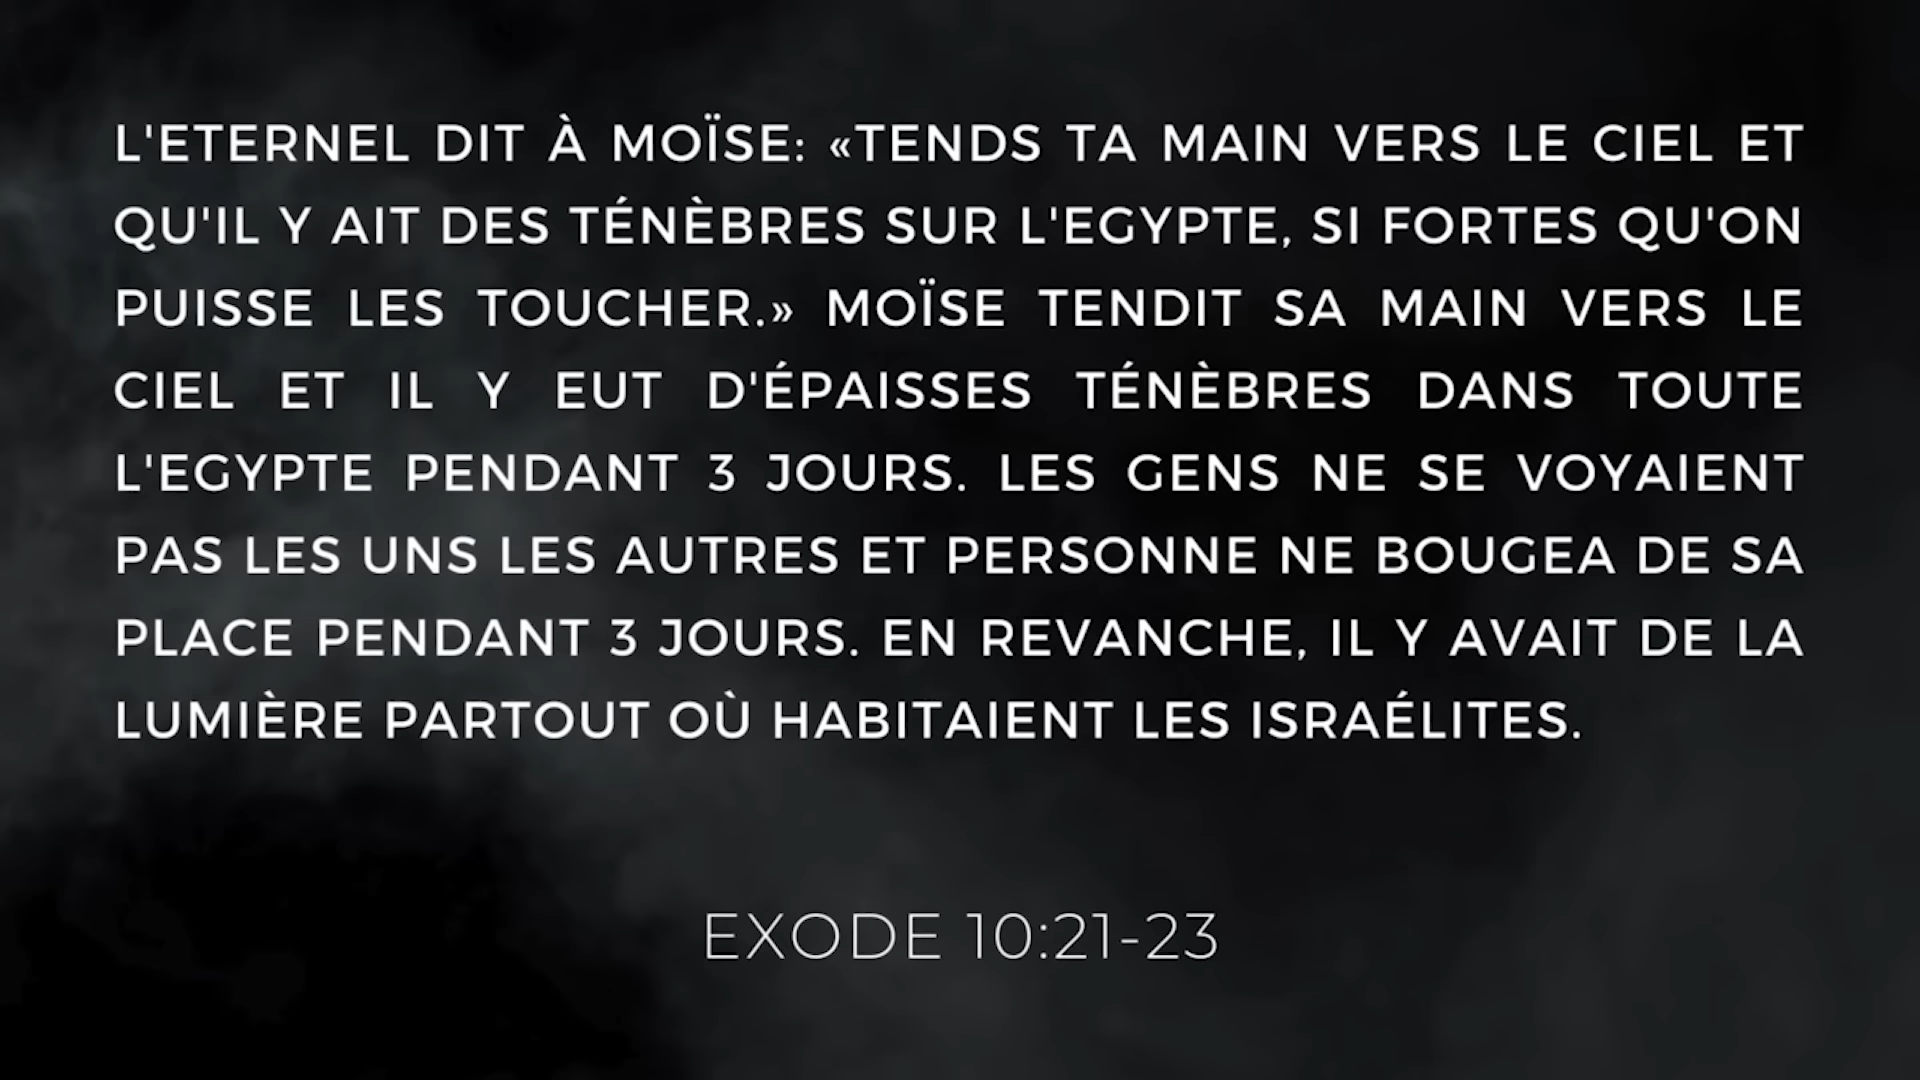 L'ETERNEL DIT À MOÏSE: «TENDS TA MAIN VERS LE CIEL ET
QU'IL Y AIT DES TÉNÈBRES SUR L'EGYPTE, SI FORTES QU'ON
PUISSE LES TOUCHER.» MOÏSE TENDIT SA MAIN VERS LE
CIEL ET IL Y EUT D'ÉPAISSES TÉNÈBRES DANS TOUTE
L'EGYPTE PENDANT 3 JOURS. LES GENS NE SE VOYAIENT
PAS LES UNS LES AUTRES ET PERSONNE NE BOUGEA DE SA
PLACE PENDANT 3 JOURS. EN REVANCHE, IL Y AVAIT DE LA
LUMIÈRE PARTOUT OÙ HABITAIENT LES ISRAÉLITES.
EXODE 10:21-23